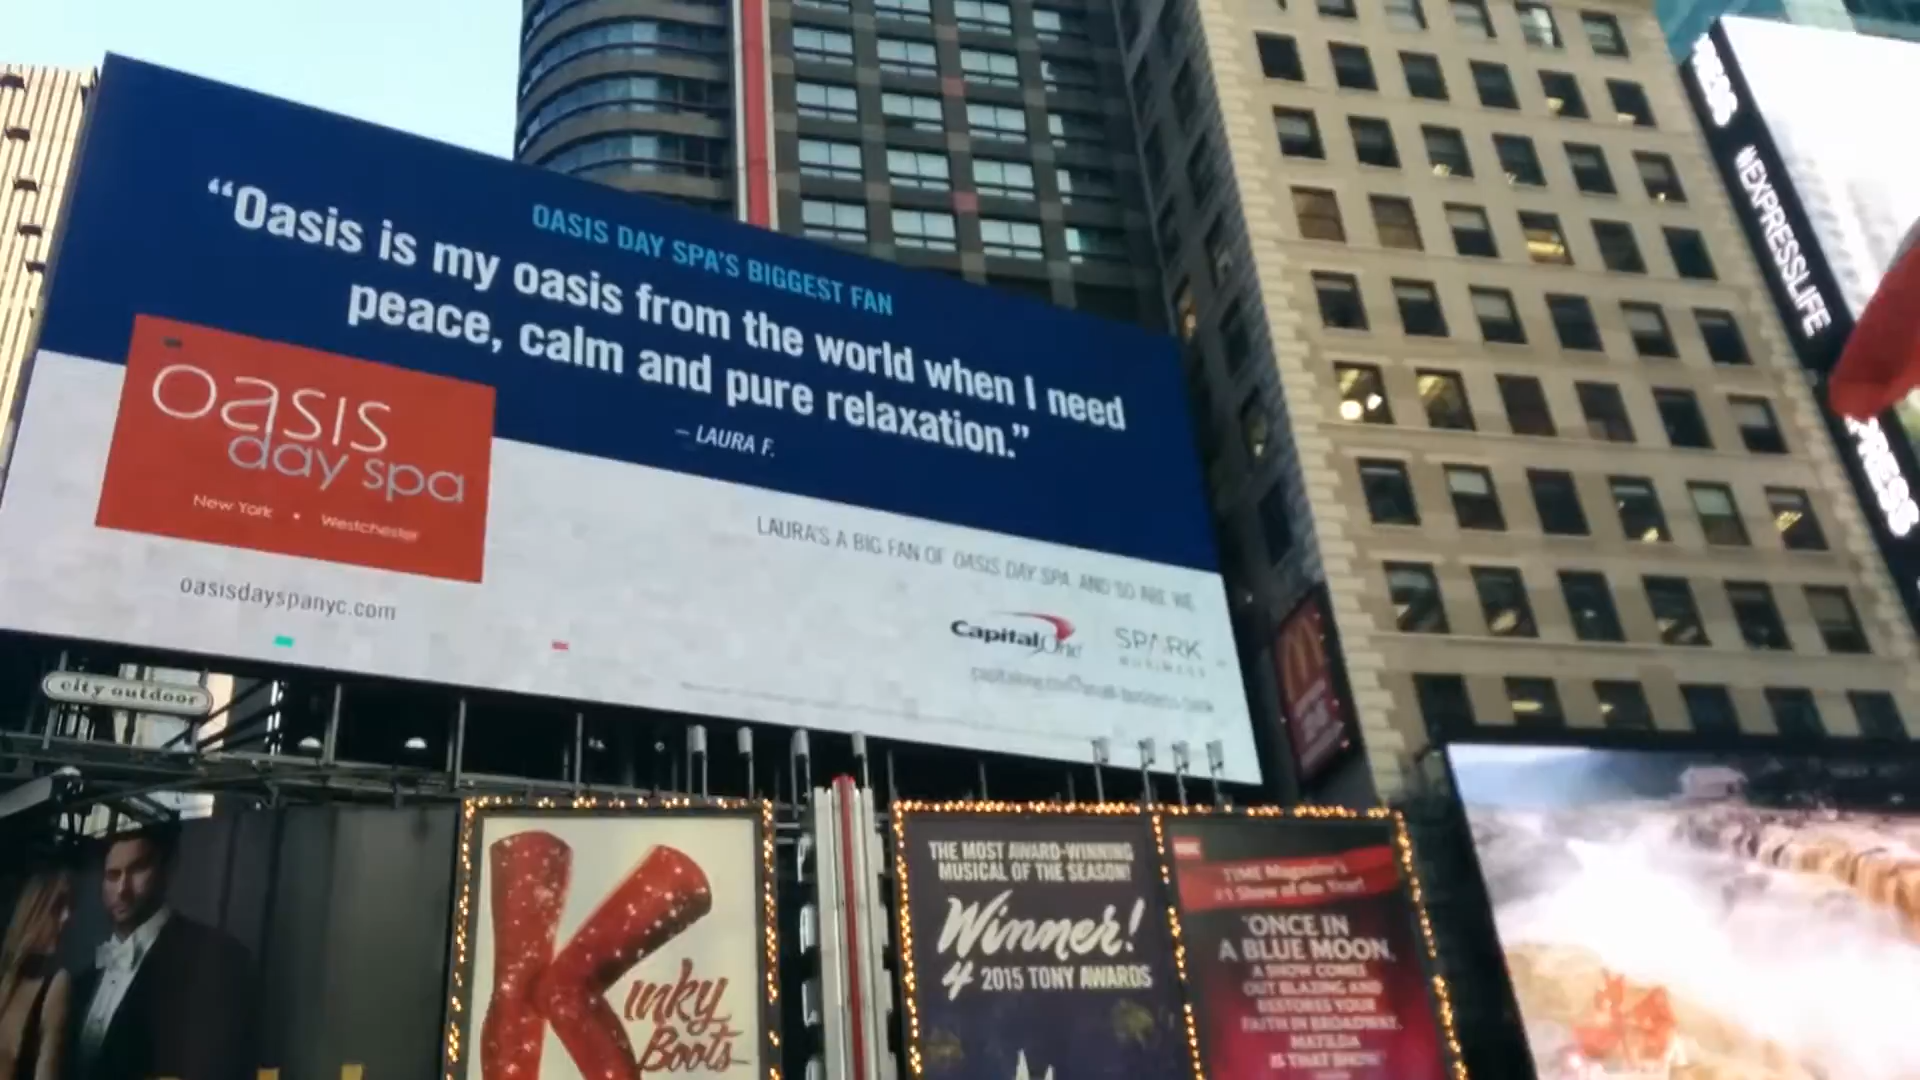 OASIS DAY SPA'S BIGGEST FAN
“Oasis is my oasis from the world when I need
peace, calm and pure relaxation.”
– LAURA F.
oasis
day spa
New York • Westchester
oasisdayspanyc.com
LAURA'S A BIG FAN OF OASIS DAY SPA. AND SO ARE WE.
Capital One
SPARK
BUSINESS
city outdoor
#EXPRESSLIFE
Kinky
Boots
THE MOST AWARD-WINNING
MUSICAL OF THE SEASON!
Winner!
4 2015 TONY AWARDS
TIME Magazine's
#1 Show of the Year!
"ONCE IN
A BLUE MOON,
A SHOW COMES
OUT BLAZING AND
RESTORES YOUR
FAITH IN BROADWAY.
MATILDA
IS THAT SHOW"